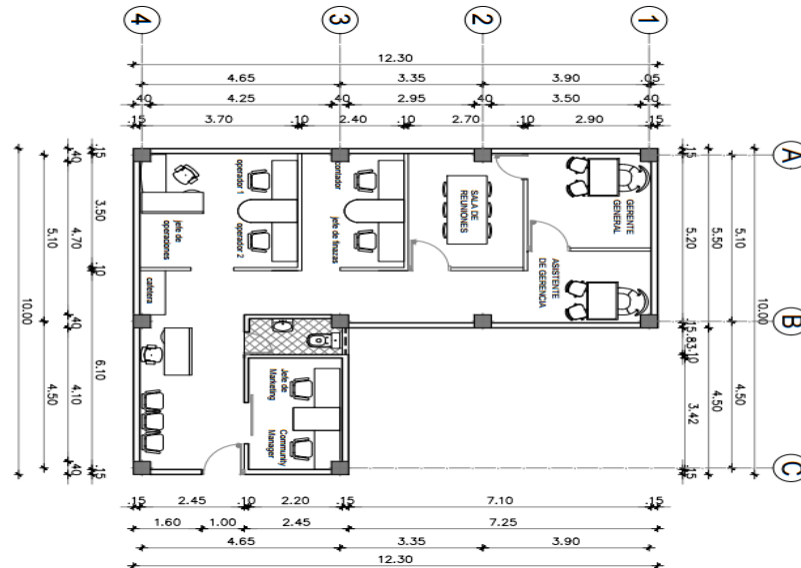 4 3 2 1
12.30
4.65 3.35 3.90 .05
.40 4.25 .40 2.95 .40 3.50 .40
.15 3.70 .10 2.40 .10 2.70 .10 2.90 .15
A
B
C
10.00
5.10 4.50
.40 4.70 .40 4.10 .40
.15 3.50 .10 6.10 .15
operador 1
operador 2
jefe de
operaciones
contador
jefe de finazas
SALA DE
REUNIONES
GERENTE
GENERAL
ASISTENTE
DE GERENCIA
cafetera
Jefe de
Marketing
Community
Manager
.15 5.20 .15 .83 .10 3.42 .15
5.50 4.50
5.10 4.50
10.00
.15 2.45 .10 2.20 .15 7.10 .15
1.60 1.00 2.45 7.25
4.65 3.35 3.90
12.30